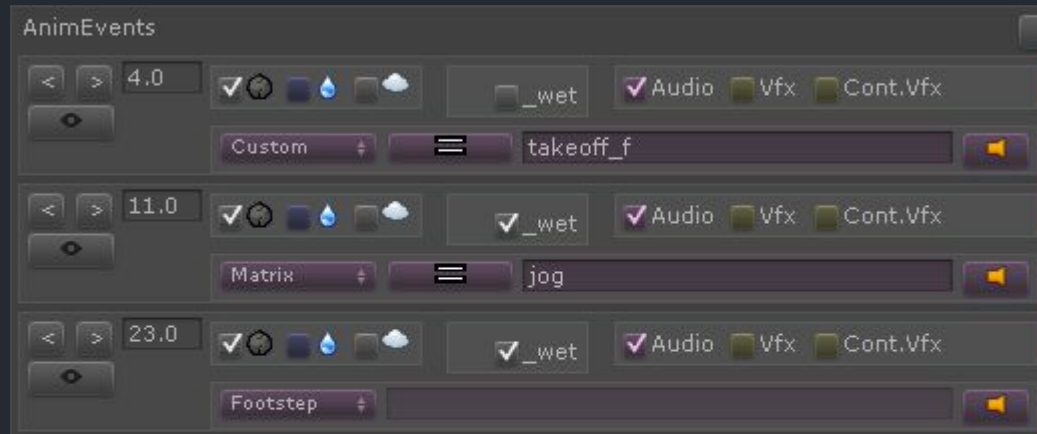 AnimEvents
< > 4.0 _wet Audio Vfx Cont.Vfx
Custom takeoff_f
< > 11.0 _wet Audio Vfx Cont.Vfx
Matrix jog
< > 23.0 _wet Audio Vfx Cont.Vfx
Footstep